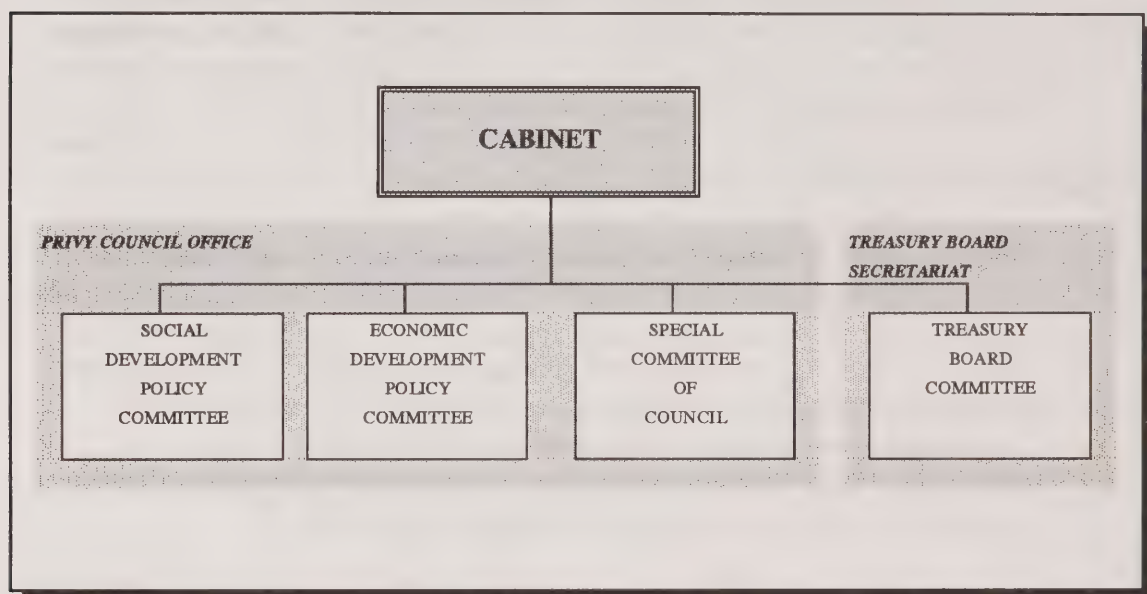 CABINET
PRIVY COUNCIL OFFICE
TREASURY BOARD
SECRETARIAT
SOCIAL
DEVELOPMENT
POLICY
COMMITTEE
ECONOMIC
DEVELOPMENT
POLICY
COMMITTEE
SPECIAL
COMMITTEE
OF
COUNCIL
TREASURY
BOARD
COMMITTEE